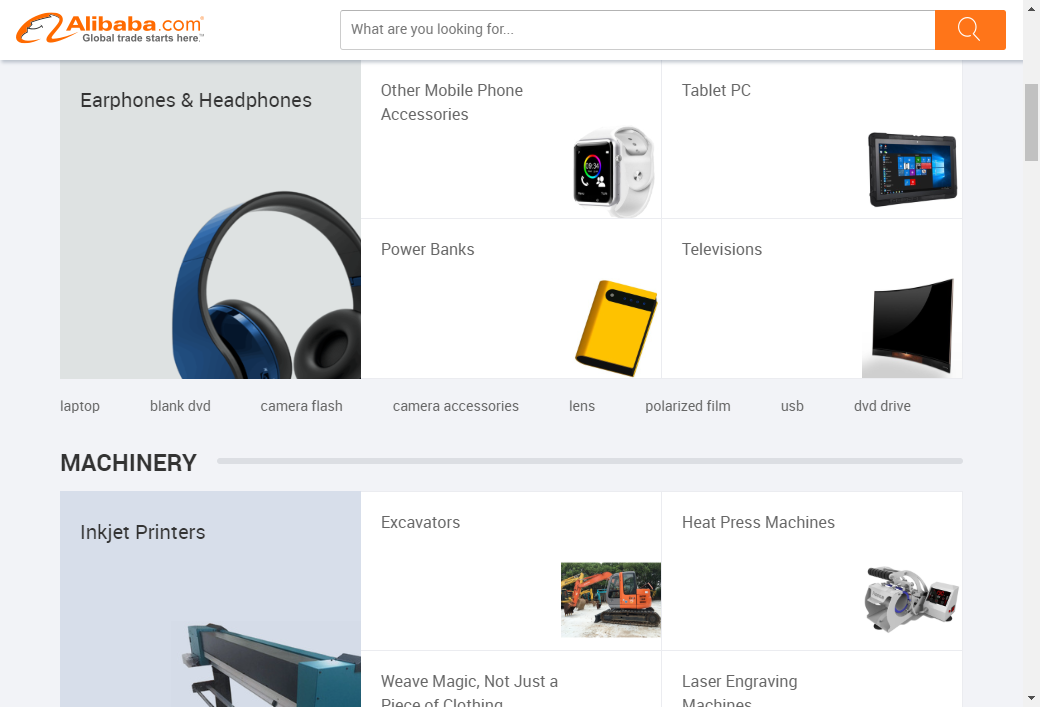 Alibaba.com
Global trade starts here.™
What are you looking for...
Earphones & Headphones
Other Mobile Phone
Accessories
Tablet PC
Power Banks
Televisions
laptop
blank dvd
camera flash
camera accessories
lens
polarized film
usb
dvd drive
MACHINERY
Inkjet Printers
Excavators
Heat Press Machines
Weave Magic, Not Just a
Piece of Clothing
Laser Engraving
Machines